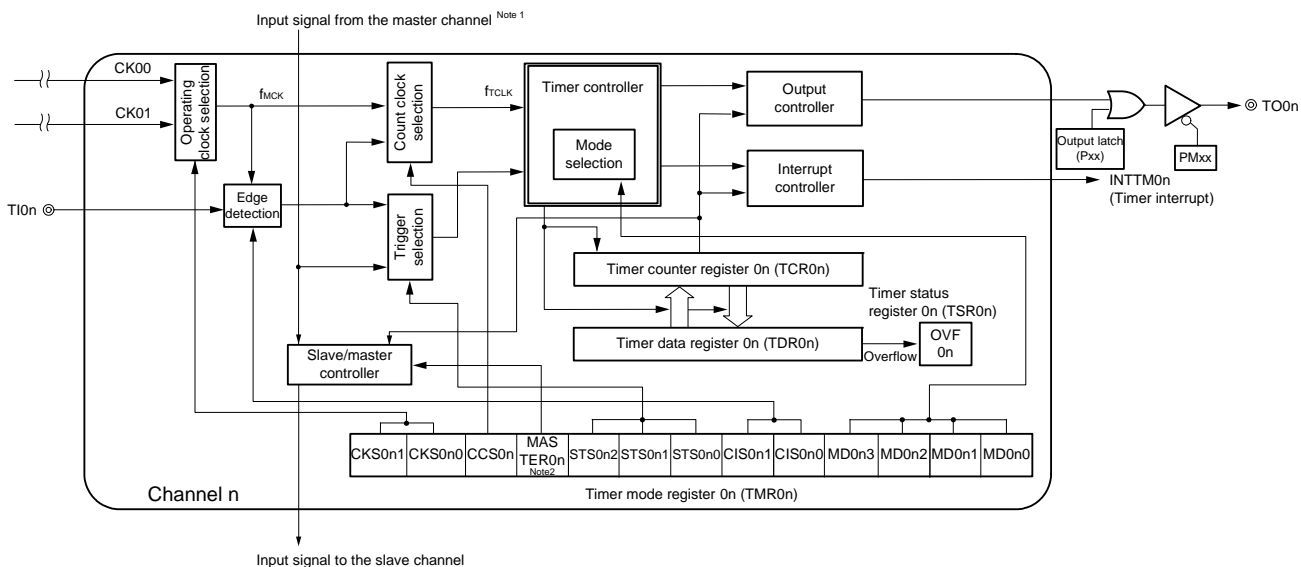 Input signal from the master channel Note 1
CK00
CK01
Operating
clock selection
fMCK
Count clock
selection
fTCLK
Timer controller
Mode
selection
Output
controller
TO0n
Output latch
(Pxx)
PMxx
Interrupt
controller
INTTM0n
(Timer interrupt)
TI0n
Edge
detection
Trigger
selection
Timer counter register 0n (TCR0n)
Timer status
register 0n (TSR0n)
Timer data register 0n (TDR0n)
Overflow
OVF
0n
Slave/master
controller
CKS0n1
CKS0n0
CCS0n
MAS
TER0n
Note2
STS0n2
STS0n1
STS0n0
CIS0n1
CIS0n0
MD0n3
MD0n2
MD0n1
MD0n0
Channel n
Timer mode register 0n (TMR0n)
Input signal to the slave channel